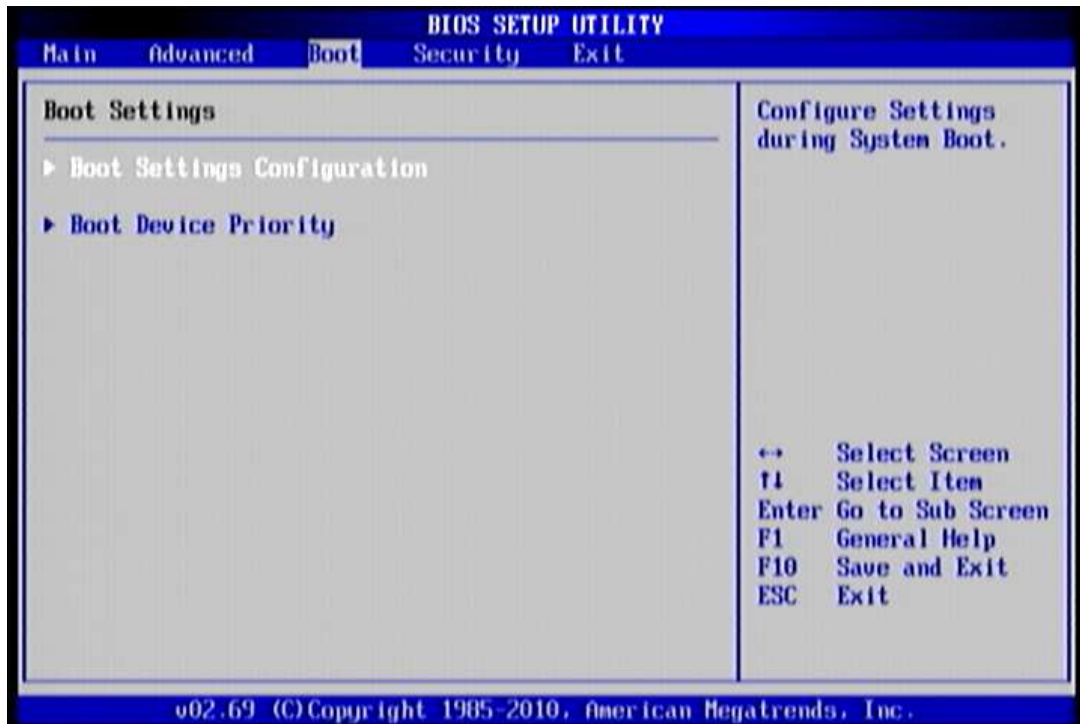 BIOS SETUP UTILITY
Main Advanced Boot Security Exit
Boot Settings
▶ Boot Settings Configuration
▶ Boot Device Priority
Configure Settings
during System Boot.
↔ Select Screen
↑↓ Select Item
Enter Go to Sub Screen
F1 General Help
F10 Save and Exit
ESC Exit
v02.69 (C)Copyright 1985-2010, American Megatrends, Inc.